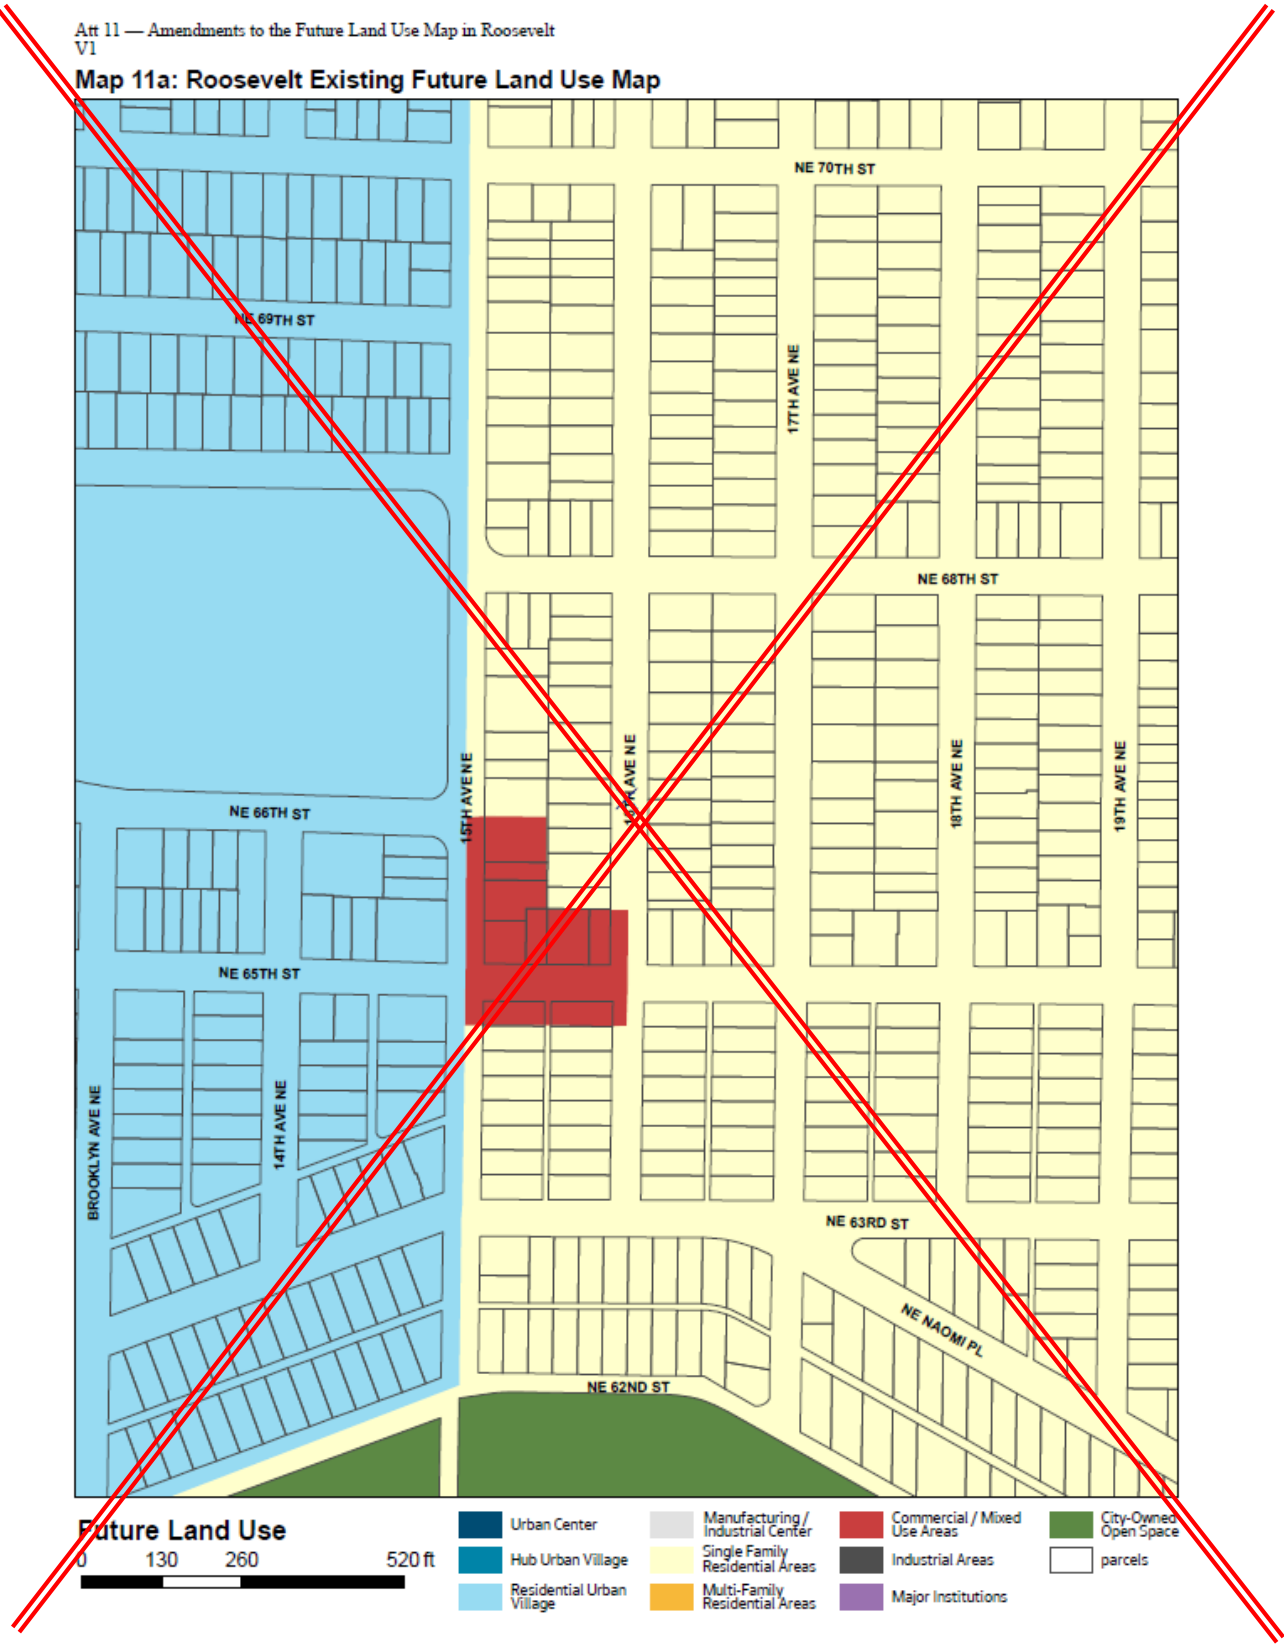 Att 11 — Amendments to the Future Land Use Map in Roosevelt
V1
Map 11a: Roosevelt Existing Future Land Use Map
NE 70TH ST
NE 69TH ST
17TH AVE NE
NE 68TH ST
15TH AVE NE
16TH AVE NE
18TH AVE NE
19TH AVE NE
NE 66TH ST
NE 65TH ST
BROOKLYN AVE NE
14TH AVE NE
NE 63RD ST
NE NAOMI PL
NE 62ND ST
Future Land Use
0 130 260 520 ft
Urban Center
Hub Urban Village
Residential Urban
Village
Manufacturing /
Industrial Center
Single Family
Residential Areas
Multi-Family
Residential Areas
Commercial / Mixed
Use Areas
Industrial Areas
Major Institutions
City-Owned
Open Space
parcels